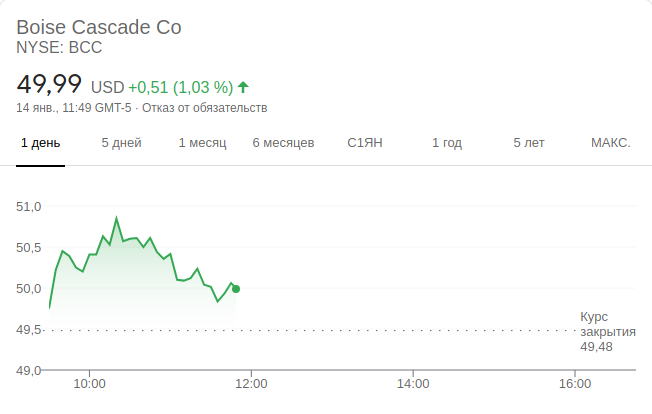 Boise Cascade Co
NYSE: BCC
49,99 USD +0,51 (1,03 %)
14 янв., 11:49 GMT-5 · Отказ от обязательств
1 день 5 дней 1 месяц 6 месяцев С1ЯН 1 год 5 лет МАКС.
51,0
50,5
50,0
49,5
Курс
закрытия
49,48
49,0
10:00 12:00 14:00 16:00